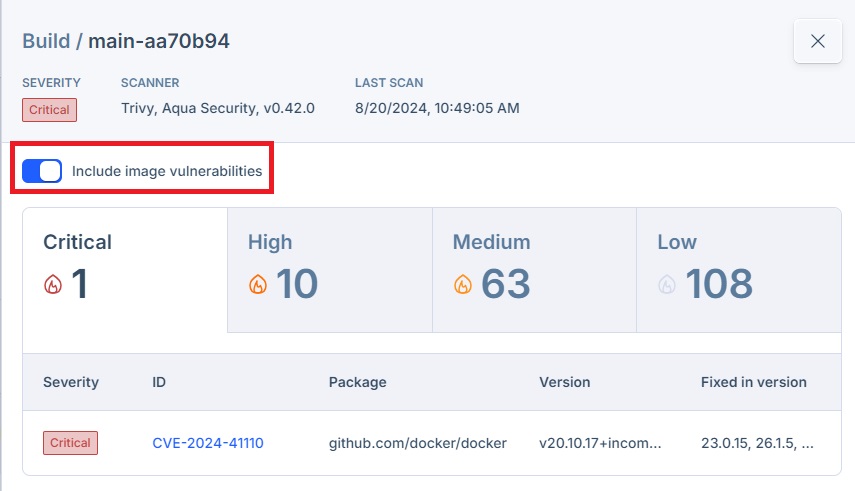 Build / main-aa70b94
SEVERITY SCANNER LAST SCAN
Critical Trivy, Aqua Security, v0.42.0 8/20/2024, 10:49:05 AM
Include image vulnerabilities
Critical High Medium Low
1 10 63 108
Severity ID Package Version Fixed in version
Critical CVE-2024-41110 github.com/docker/docker v20.10.17+incom... 23.0.15, 26.1.5, ...